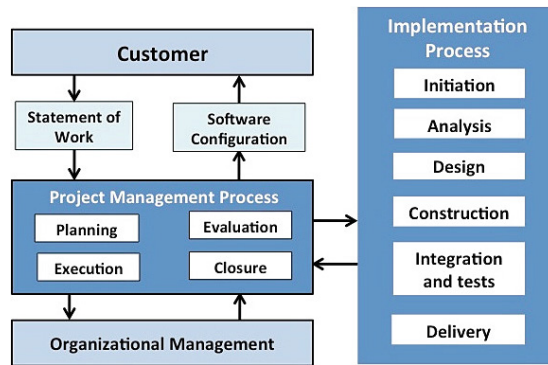 Customer
Statement of
Work
Software
Configuration
Project Management Process
Planning
Evaluation
Execution
Closure
Organizational Management
Implementation
Process
Initiation
Analysis
Design
Construction
Integration
and tests
Delivery